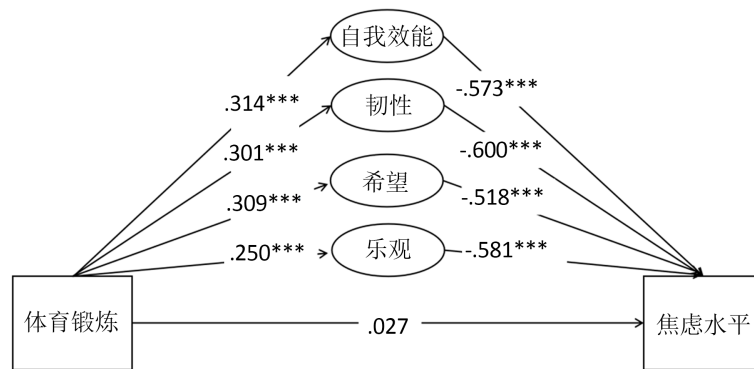 自我效能
.314***
-.573***
韧性
.301***
-.600***
希望
.309***
-.518***
乐观
.250***
-.581***
体育锻炼
.027
焦虑水平